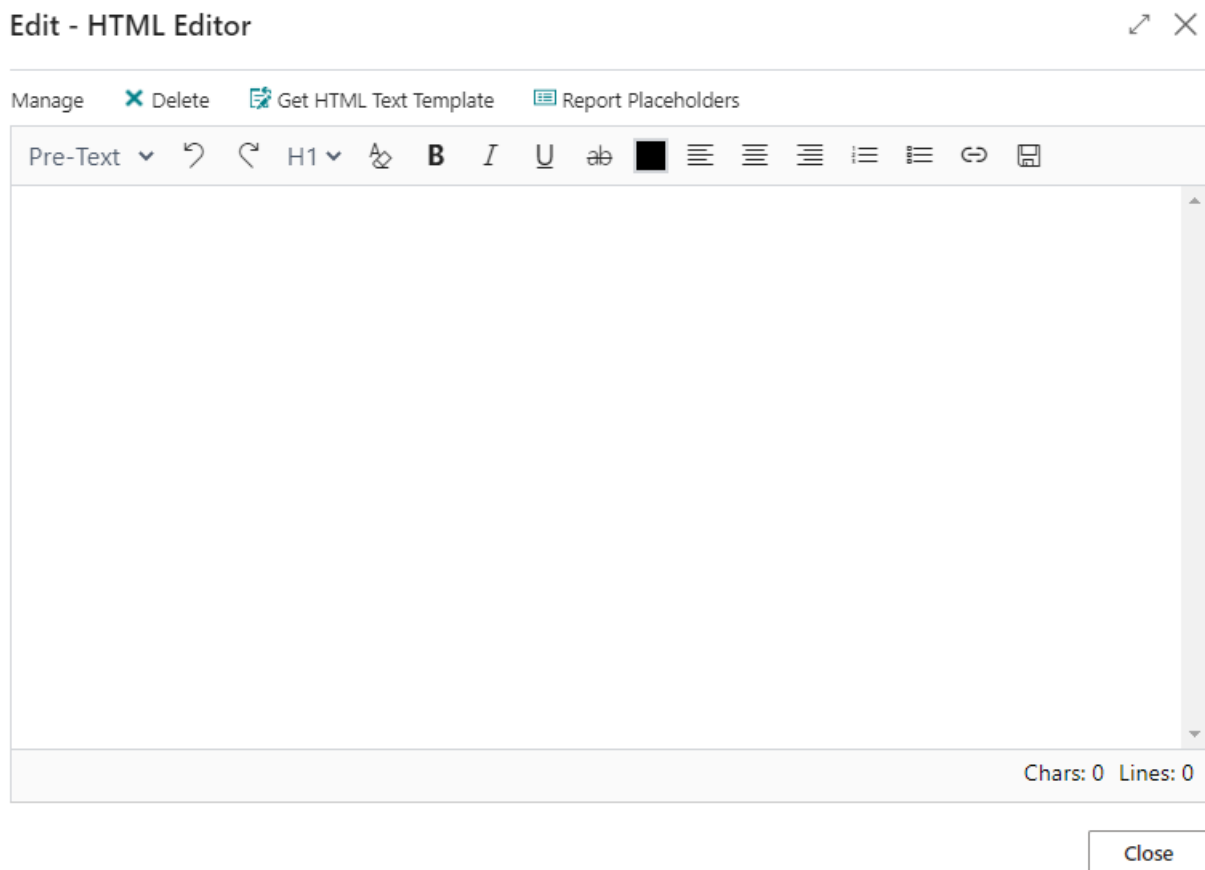 Edit - HTML Editor
Manage Delete Get HTML Text Template Report Placeholders
Pre-Text H1 A B I U ab
Chars: 0 Lines: 0
Close